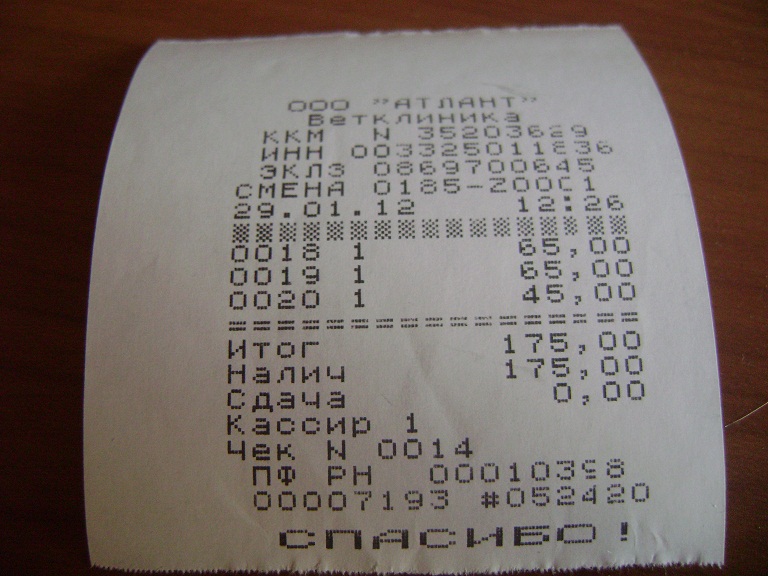 ООО "АТЛАНТ"
Ветклиника
ККМ N 35203629
ИНН 003325011836
ЭКЛЗ 0869700645
СМЕНА 0185-Z0001
29.01.12 12:26
0018 1 65,00
0019 1 65,00
0020 1 45,00
Итог 175,00
Налич 175,00
Сдача 0,00
Кассир 1
Чек N 0014
ПФ РН 00010398
00007193 #052420
СПАСИБО!